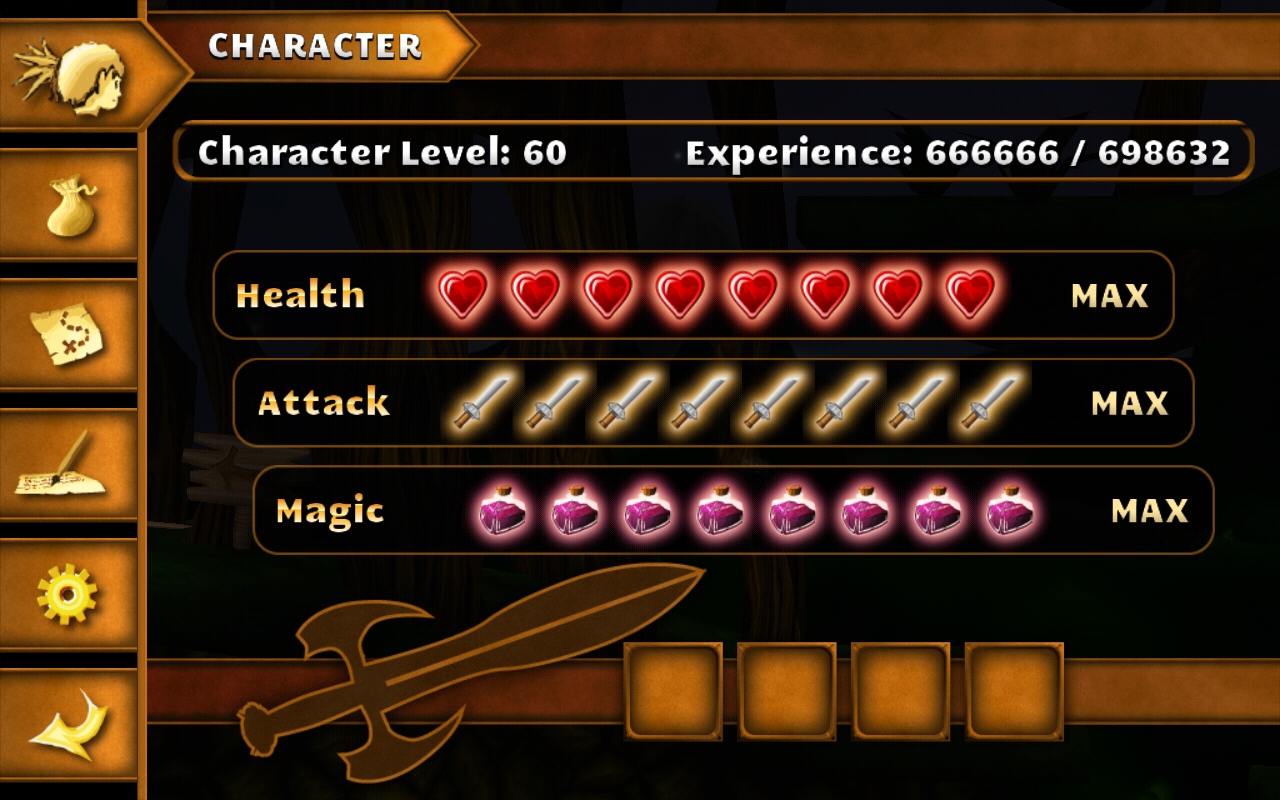 CHARACTER
Character Level: 60 Experience: 666666 / 698632
Health MAX
Attack MAX
Magic MAX